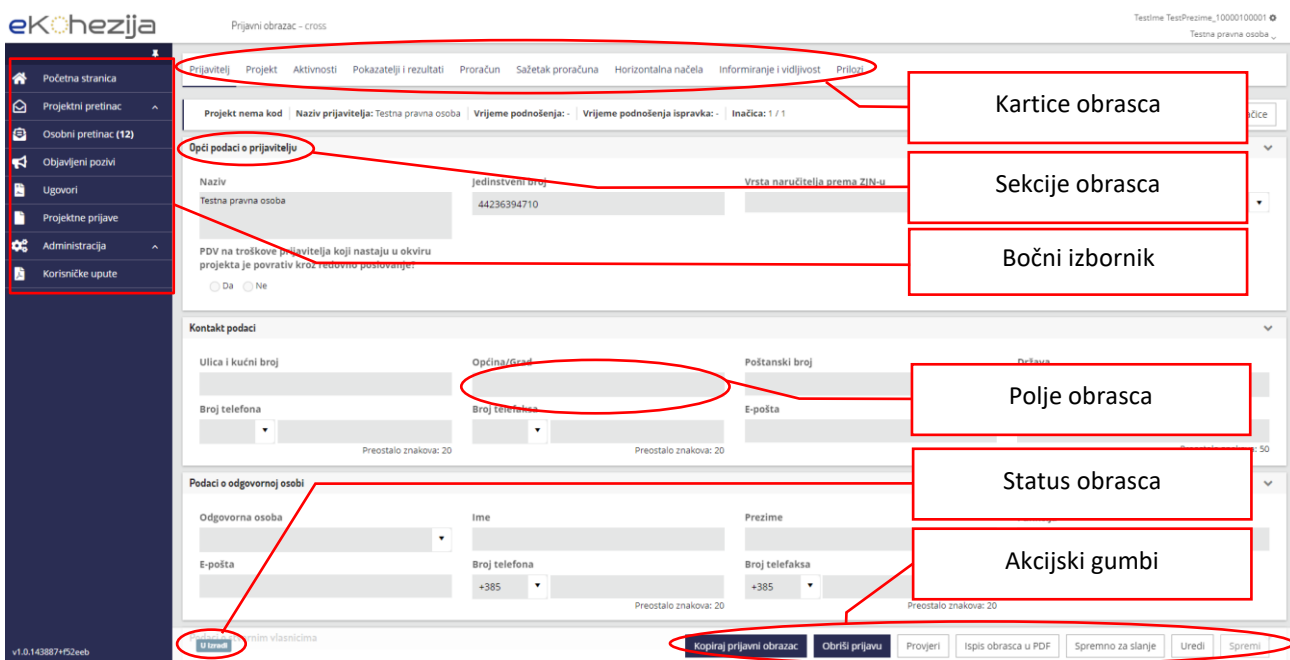 eKohezija
Prijavni obrazac – cross
TestIme TestPrezime_10000100001
Testna pravna osoba
Početna stranica
Projektni pretinac
Osobni pretinac (12)
Objavljeni pozivi
Ugovori
Projektne prijave
Administracija
Korisničke upute
v1.0.143887+f52eeb
Prijavitelj Projekt Aktivnosti Pokazatelji i rezultati Proračun Sažetak proračuna Horizontalna načela Informiranje i vidljivost Prilozi
Kartice obrasca
Projekt nema kod Naziv prijavitelja: Testna pravna osoba Vrijeme podnošenja: - Vrijeme podnošenja ispravka: - Inačica: 1 / 1
Opći podaci o prijavitelju
Sekcije obrasca
Naziv Jedinstveni broj Vrsta naručitelja prema ZJN-u
Testna pravna osoba 44236394710
Bočni izbornik
PDV na troškove prijavitelja koji nastaju u okviru
projekta je povrativ kroz redovno poslovanje?
Da Ne
Kontakt podaci
Ulica i kućni broj Općina/Grad Poštanski broj Država
Polje obrasca
Broj telefona Broj telefaksa E-pošta
Preostalo znakova: 20 Preostalo znakova: 20 Preostalo znakova: 50
Status obrasca
Podaci o odgovornoj osobi
Odgovorna osoba Ime Prezime
Akcijski gumbi
E-pošta Broj telefona Broj telefaksa
+385 +385
Preostalo znakova: 20 Preostalo znakova: 20
Podaci o stvarnim vlasnicima
U izradi
Kopiraj prijavni obrazac Obriši prijavu Provjeri Ispis obrasca u PDF Spremno za slanje Uredi Spremi